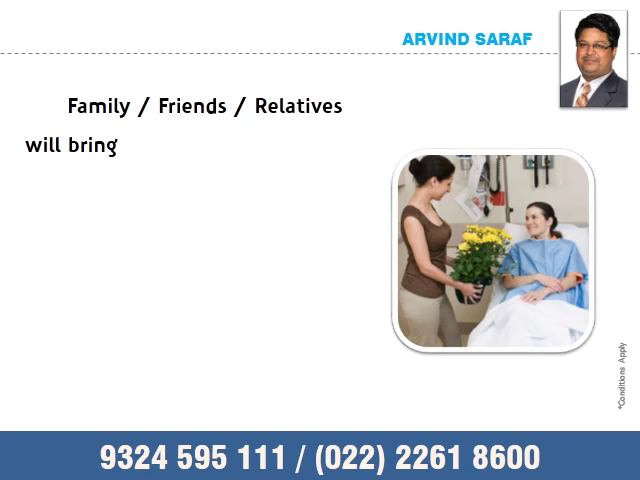 ARVIND SARAF
Family / Friends / Relatives
will bring
*Conditions Apply
9324 595 111 / (022) 2261 8600